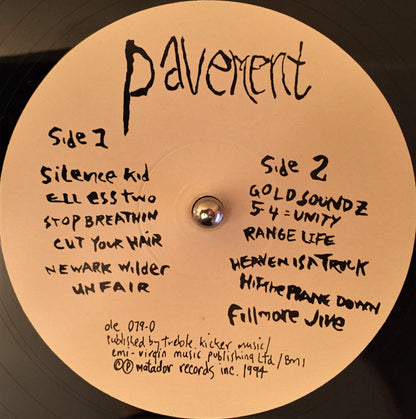 pavement
Side 1
Silence Kid
ELL ESS TWO
STOP BREATHIN
CUT YOUR HAIR
NEWARK Wilder
UNFAIR
Side 2
GOLD SOUNDZ
5-4=UNITY
RANGE LIFE
HEAVEN IS A TRUCK
Hit the PLANE DOWN
Fillmore Jive
ole 079-0
published by treble kicker music/
emi-virgin music publishing Ltd./BMI
©℗ matador records inc. 1994